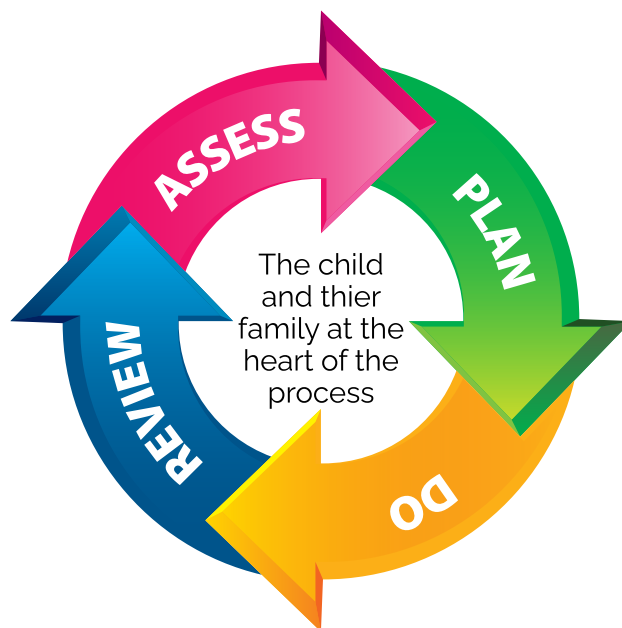 ASSESS
PLAN
DO
REVIEW
The child
and thier
family at the
heart of the
process